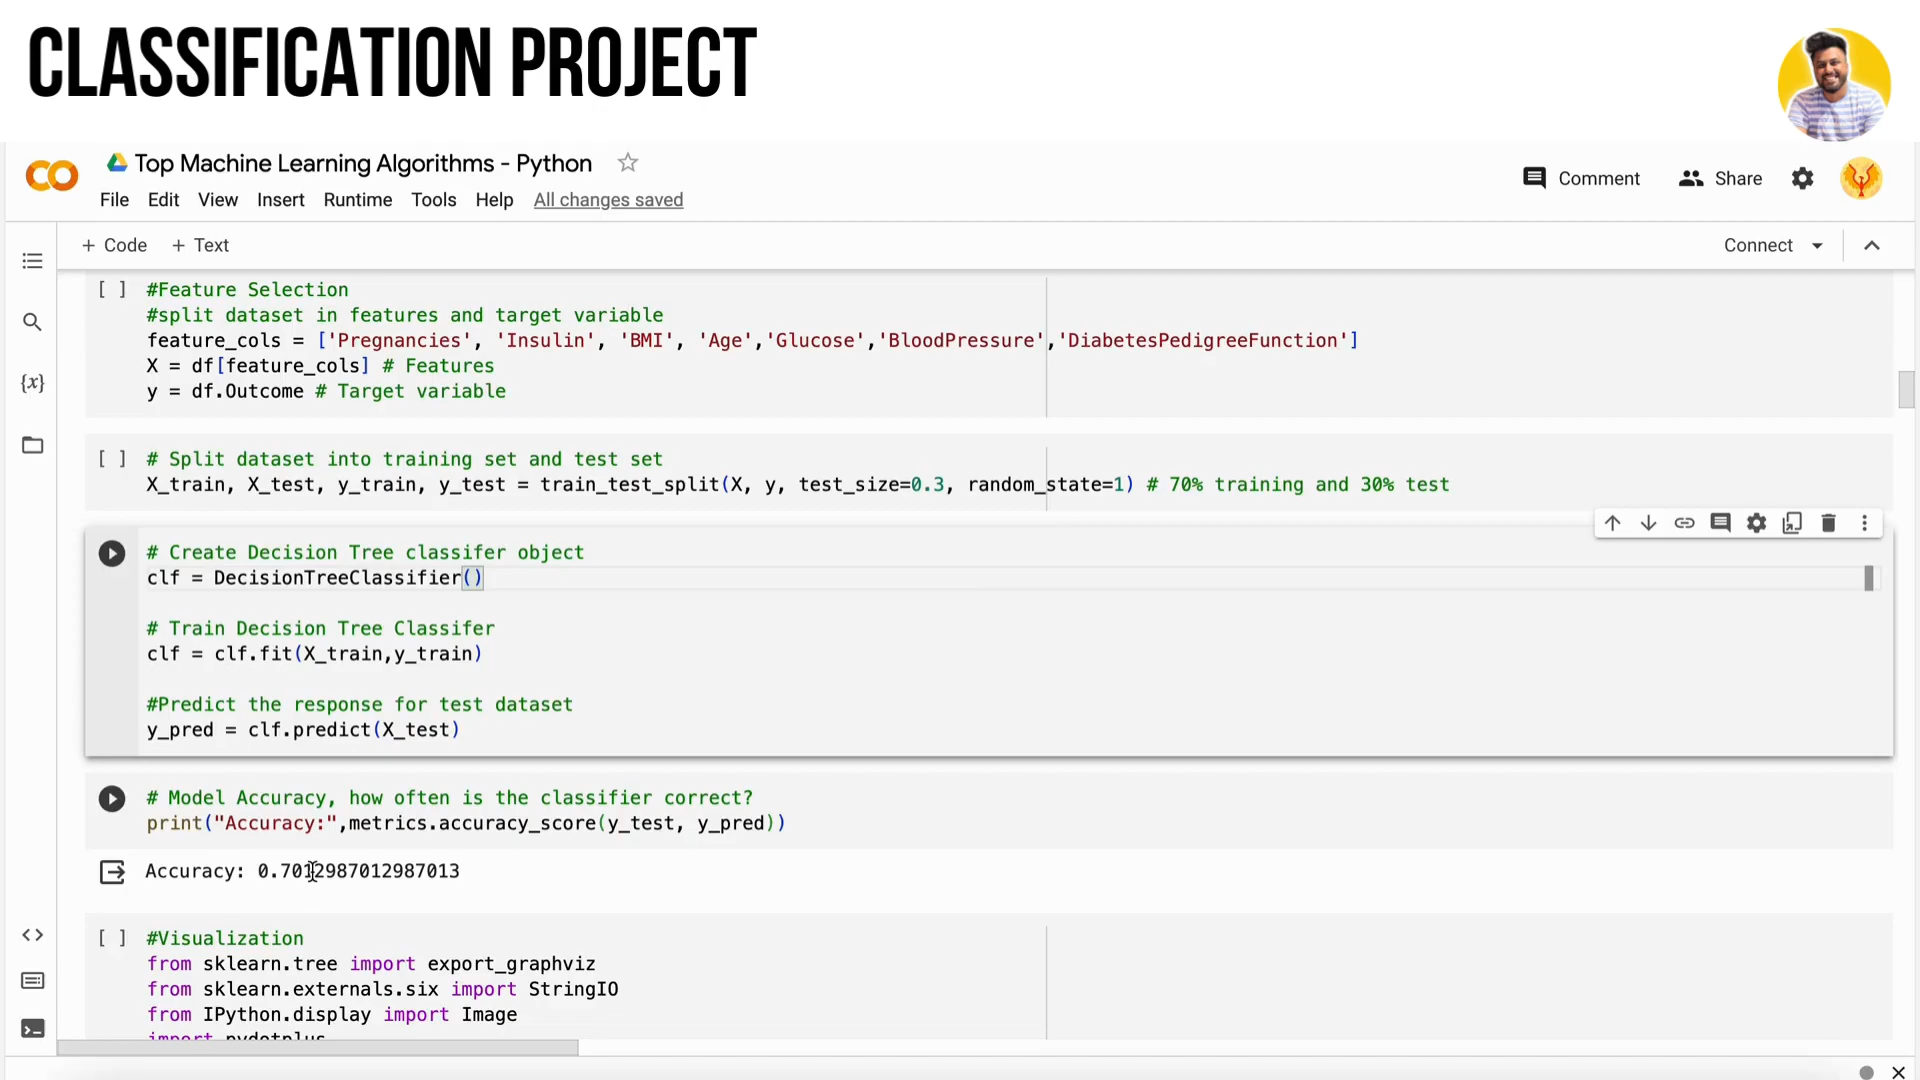 CLASSIFICATION PROJECT
Top Machine Learning Algorithms - Python
File Edit View Insert Runtime Tools Help All changes saved
Comment Share
+ Code + Text
Connect
[ ] #Feature Selection
#split dataset in features and target variable
feature_cols = ['Pregnancies', 'Insulin', 'BMI', 'Age','Glucose','BloodPressure','DiabetesPedigreeFunction']
X = df[feature_cols] # Features
y = df.Outcome # Target variable
[ ] # Split dataset into training set and test set
X_train, X_test, y_train, y_test = train_test_split(X, y, test_size=0.3, random_state=1) # 70% training and 30% test
# Create Decision Tree classifer object
clf = DecisionTreeClassifier()
# Train Decision Tree Classifer
clf = clf.fit(X_train,y_train)
#Predict the response for test dataset
y_pred = clf.predict(X_test)
# Model Accuracy, how often is the classifier correct?
print("Accuracy:",metrics.accuracy_score(y_test, y_pred))
Accuracy: 0.7012987012987013
[ ] #Visualization
from sklearn.tree import export_graphviz
from sklearn.externals.six import StringIO
from IPython.display import Image
import pydotplus